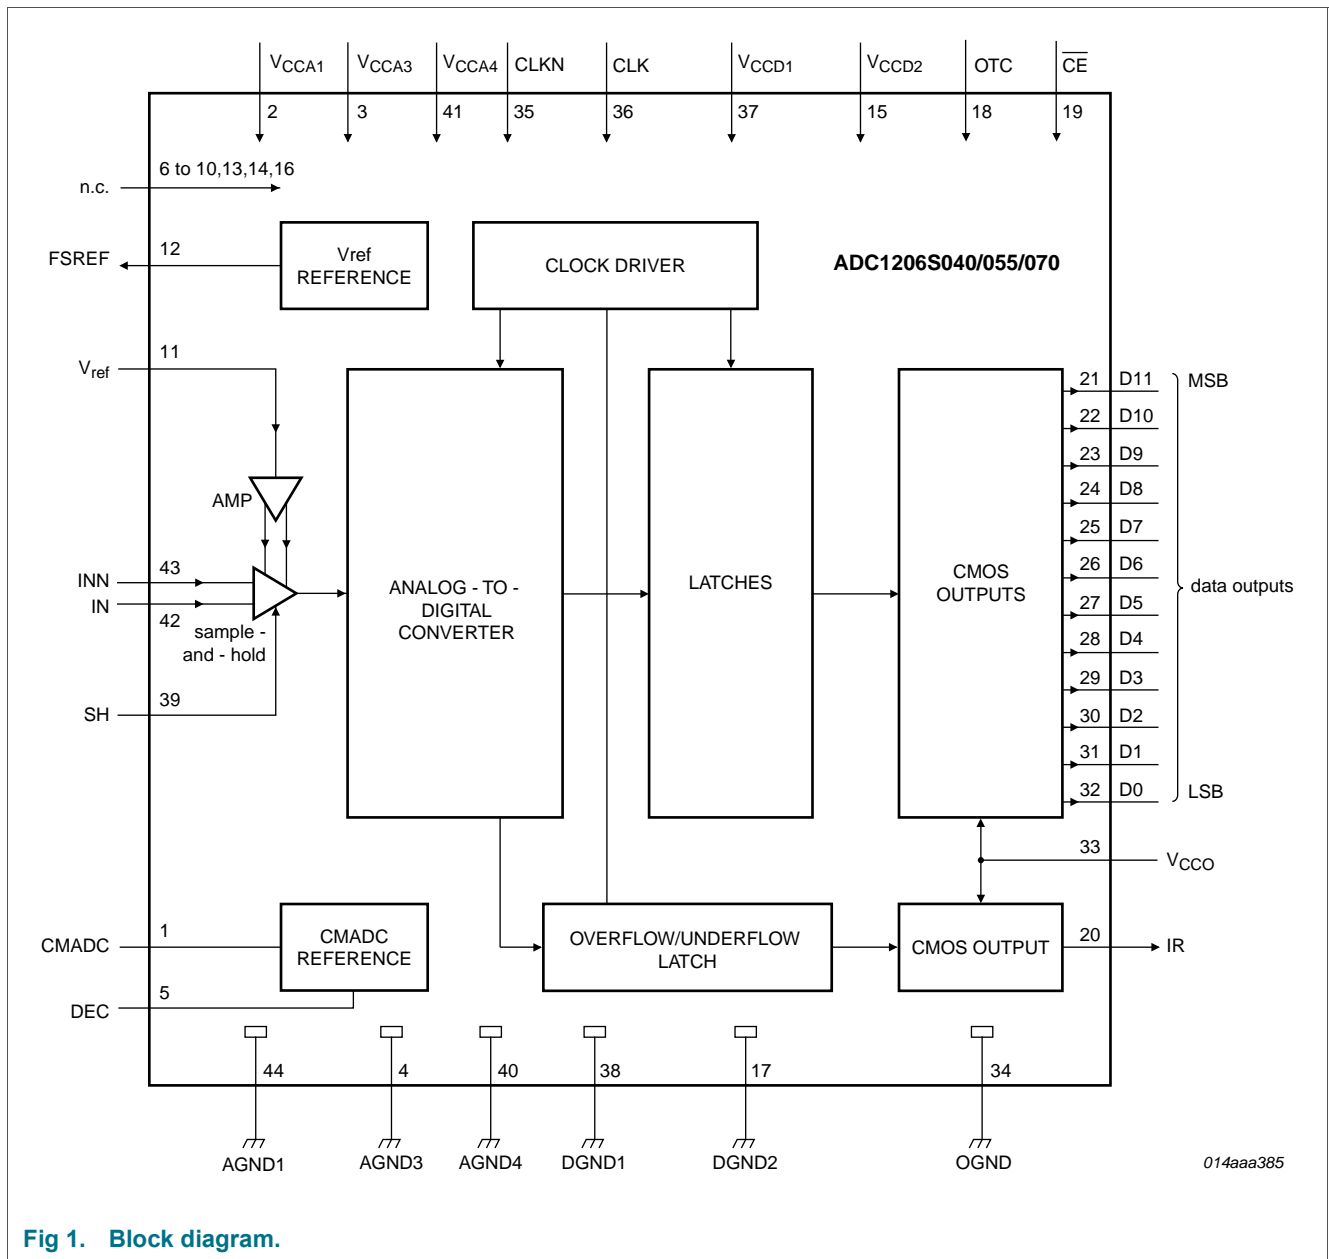 VCCA1 VCCA3 VCCA4 CLKN CLK VCCD1 VCCD2 OTC CE
2 3 41 35 36 37 15 18 19
6 to 10,13,14,16
n.c.
12
FSREF
Vref
REFERENCE
CLOCK DRIVER
ADC1206S040/055/070
11
Vref
AMP
43
INN
IN
42
sample -
and - hold
39
SH
ANALOG - TO -
DIGITAL
CONVERTER
LATCHES
CMOS
OUTPUTS
21 D11 MSB
22 D10
23 D9
24 D8
25 D7
26 D6
data outputs
27 D5
28 D4
29 D3
30 D2
31 D1
32 D0 LSB
33
VCCO
1
CMADC
CMADC
REFERENCE
5
DEC
OVERFLOW/UNDERFLOW
LATCH
CMOS OUTPUT
20
IR
44 4 40 38 17 34
AGND1 AGND3 AGND4 DGND1 DGND2 OGND
014aaa385
Fig 1. Block diagram.